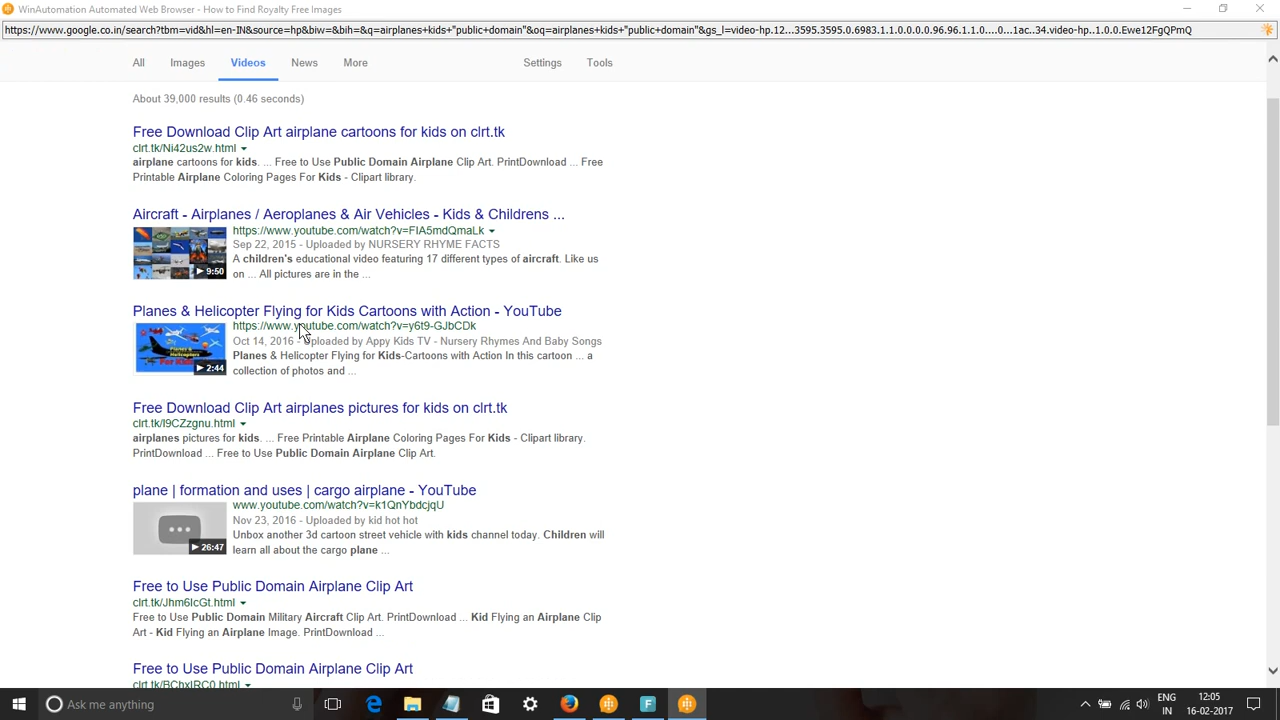 WinAutomation Automated Web Browser - How to Find Royalty Free Images
https://www.google.co.in/search?tbm=vid&hl=en-IN&source=hp&biw=&bih=&q=airplanes+kids+"public+domain"&oq=airplanes+kids+"public+domain"&gs_l=video-hp.12...3595.3595.0.6983.1.1.0.0.0.0.96.96.1.1.0....0...1ac..34.video-hp..1.0.0.Ewe12FgQPmQ
All Images Videos News More Settings Tools
About 39,000 results (0.46 seconds)
Free Download Clip Art airplane cartoons for kids on clrt.tk
clrt.tk/Ni42us2w.html
airplane cartoons for kids. ... Free to Use Public Domain Airplane Clip Art. PrintDownload ... Free
Printable Airplane Coloring Pages For Kids - Clipart library.
Aircraft - Airplanes / Aeroplanes & Air Vehicles - Kids & Childrens ...
https://www.youtube.com/watch?v=FIA5mdQmaLk
Sep 22, 2015 - Uploaded by NURSERY RHYME FACTS
A children's educational video featuring 17 different types of aircraft. Like us
on ... All pictures are in the ...
9:50
Planes & Helicopter Flying for Kids Cartoons with Action - YouTube
https://www.youtube.com/watch?v=y6t9-GJbCDk
Oct 14, 2016 - Uploaded by Appy Kids TV - Nursery Rhymes And Baby Songs
Planes & Helicopter Flying for Kids-Cartoons with Action In this cartoon ... a
collection of photos and ...
2:44
Free Download Clip Art airplanes pictures for kids on clrt.tk
clrt.tk/I9CZzgnu.html
airplanes pictures for kids. ... Free Printable Airplane Coloring Pages For Kids - Clipart library.
PrintDownload ... Free to Use Public Domain Airplane Clip Art.
plane | formation and uses | cargo airplane - YouTube
www.youtube.com/watch?v=k1QnYbdcjqU
Nov 23, 2016 - Uploaded by kid hot hot
Unbox another 3d cartoon street vehicle with kids channel today. Children will
learn all about the cargo plane ...
26:47
Free to Use Public Domain Airplane Clip Art
clrt.tk/Jhm6IcGt.html
Free to Use Public Domain Military Aircraft Clip Art. PrintDownload ... Kid Flying an Airplane Clip
Art - Kid Flying an Airplane Image. PrintDownload ...
Free to Use Public Domain Airplane Clip Art
clrt.tk/BChxIRC0.html
Ask me anything
ENG
IN
12:05
16-02-2017